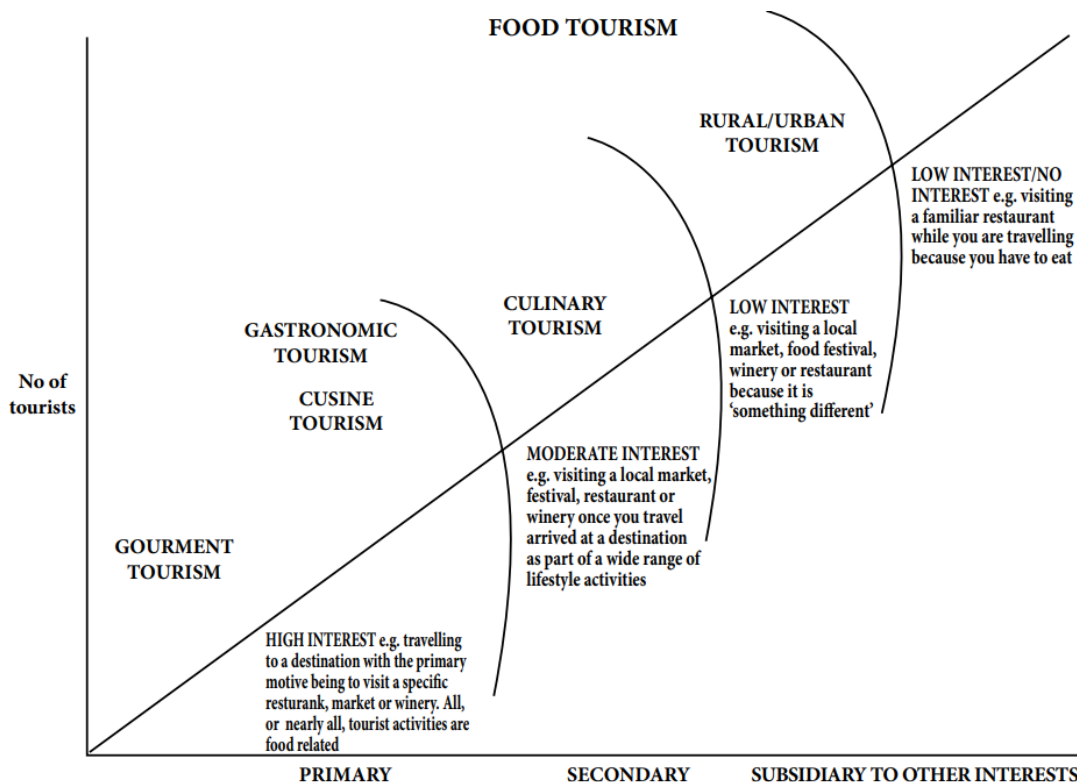 FOOD TOURISM
RURAL/URBAN
TOURISM
LOW INTEREST/NO
INTEREST e.g. visiting
a familiar restaurant
while you are travelling
because you have to eat
CULINARY
TOURISM
LOW INTEREST
e.g. visiting a local
market, food festival,
winery or restaurant
because it is
‘something different’
GASTRONOMIC
TOURISM
CUSINE
TOURISM
No of
tourists
MODERATE INTEREST
e.g. visiting a local market,
festival, restaurant or
winery once you travel
arrived at a destination
as part of a wide range of
lifestyle activities
GOURMENT
TOURISM
HIGH INTEREST e.g. travelling
to a destination with the primary
motive being to visit a specific
resturank, market or winery. All,
or nearly all, tourist activities are
food related
PRIMARY
SECONDARY
SUBSIDIARY TO OTHER INTERESTS